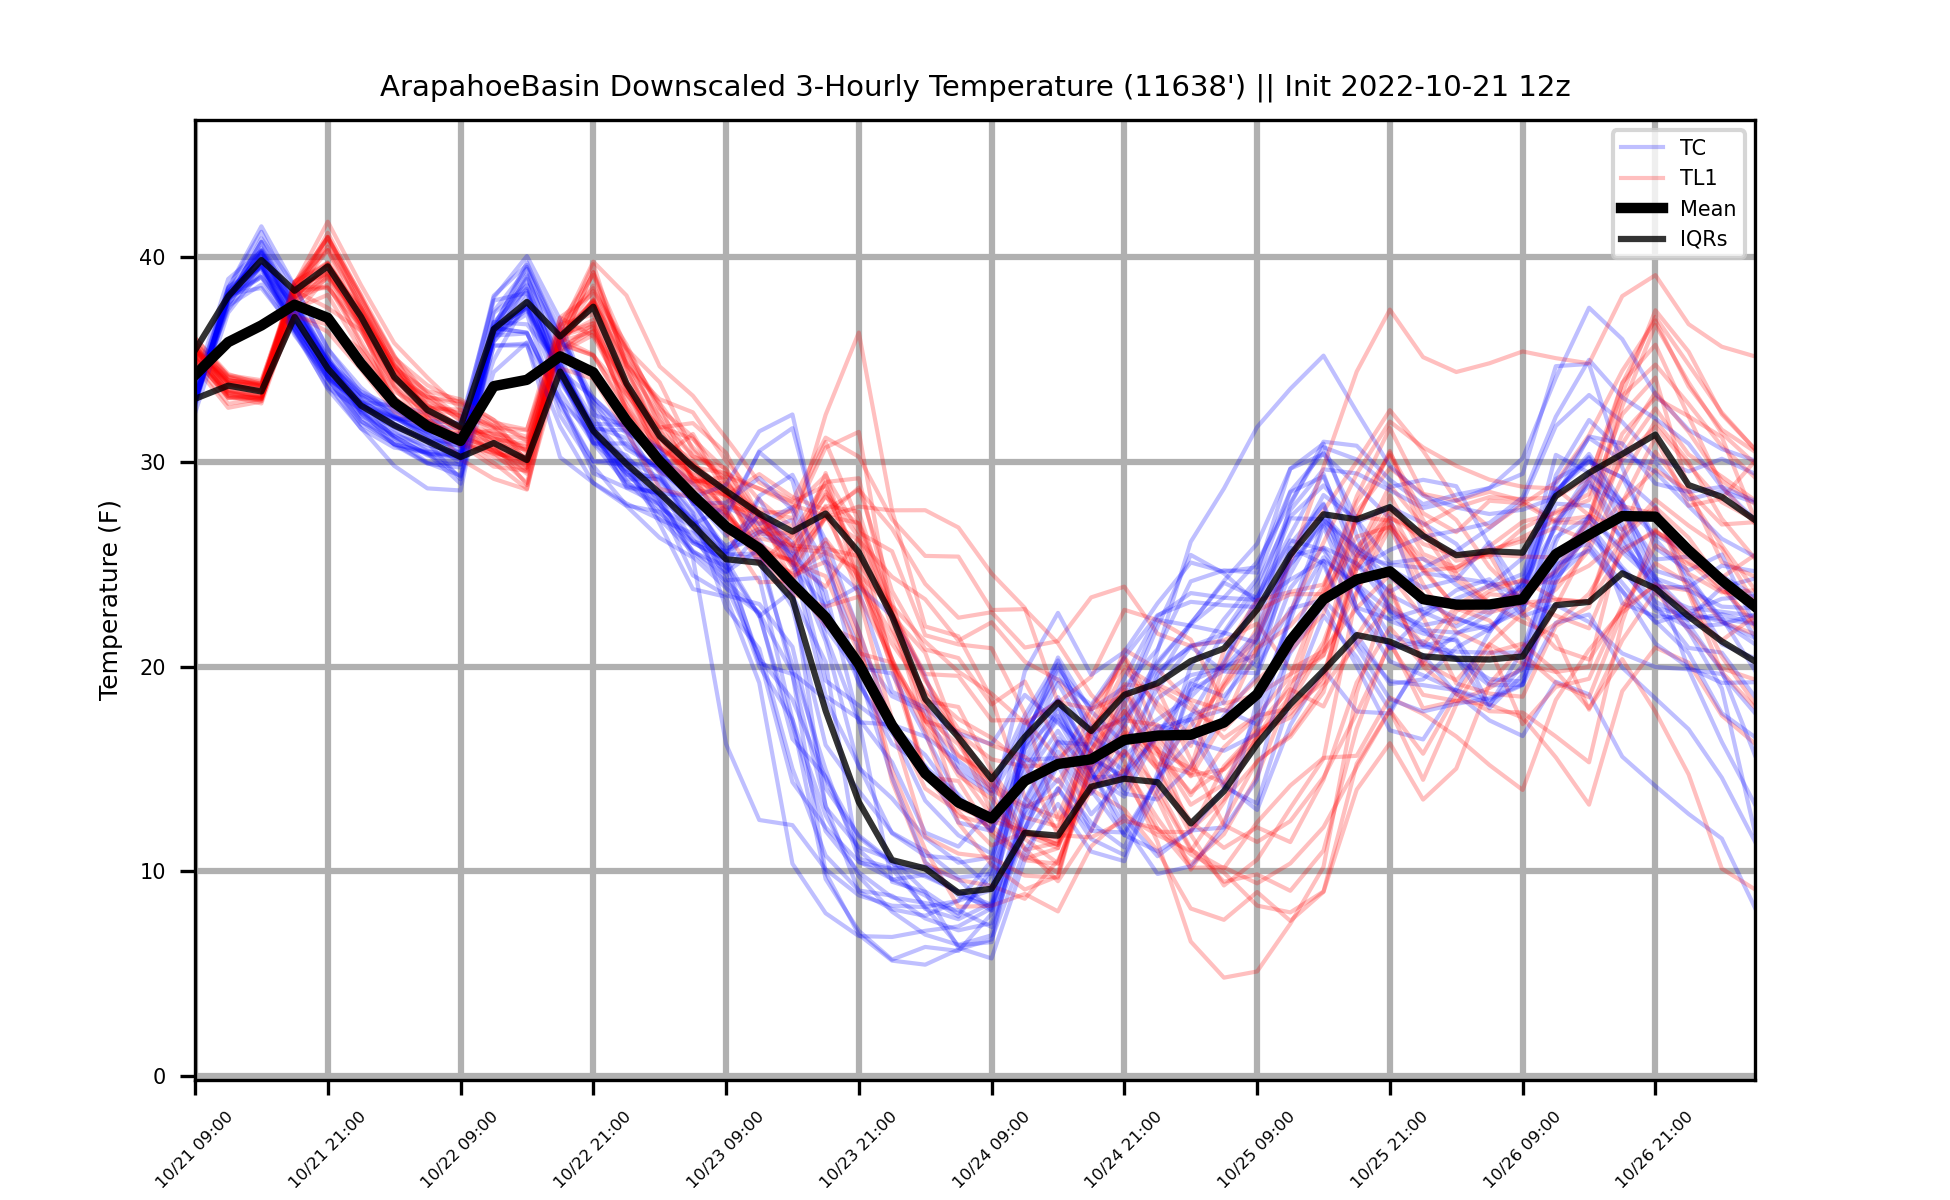 ArapahoeBasin Downscaled 3-Hourly Temperature (11638') || Init 2022-10-21 12z
TC
TL1
Mean
IQRs
Temperature (F)
40
30
20
10
0
10/21 09:00
10/21 21:00
10/22 09:00
10/22 21:00
10/23 09:00
10/23 21:00
10/24 09:00
10/24 21:00
10/25 09:00
10/25 21:00
10/26 09:00
10/26 21:00